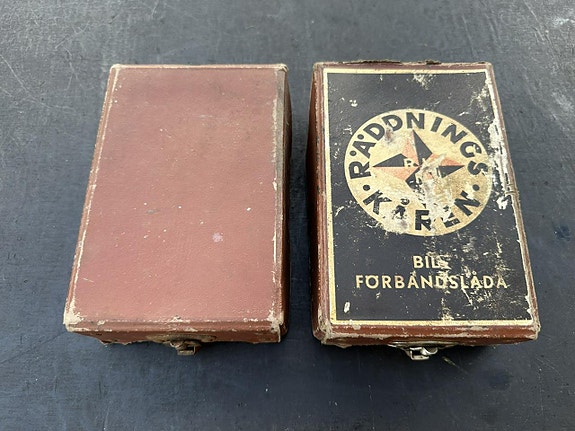 RÄDDNINGS
KÅREN
BIL-
FÖRBANDSLÅDA